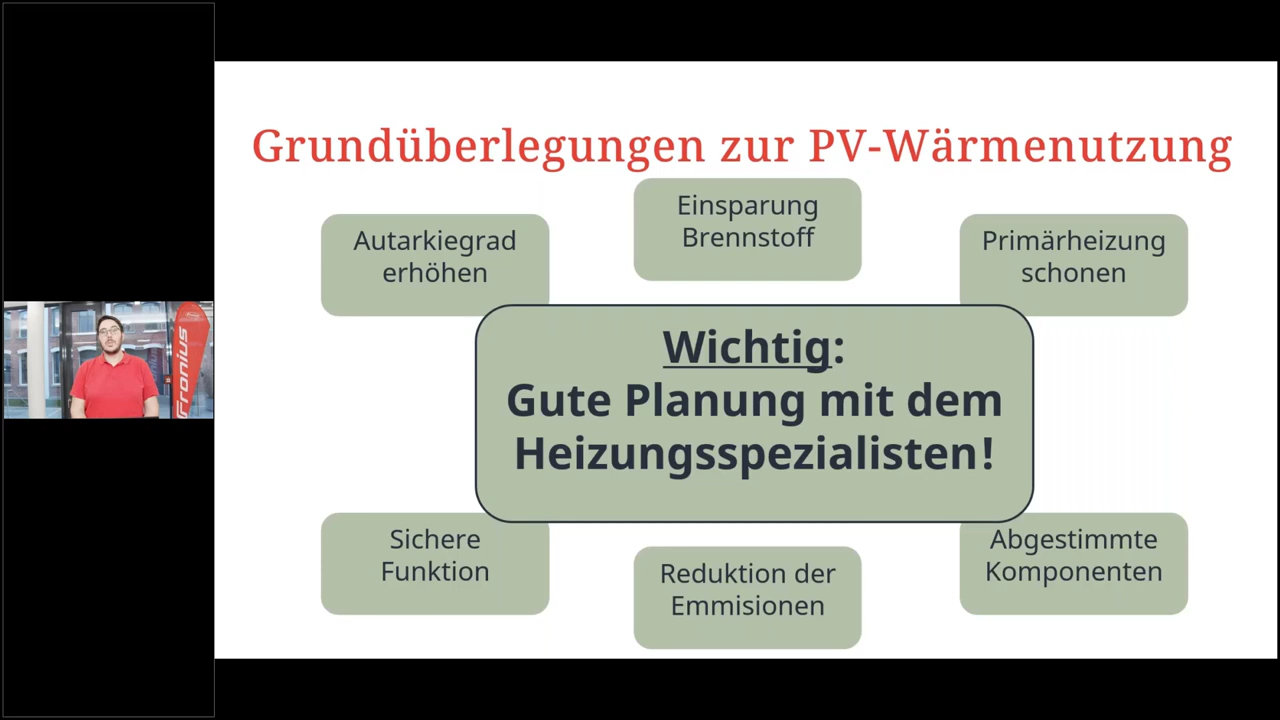 Grundüberlegungen zur PV-Wärmenutzung
Einsparung
Brennstoff
Autarkiegrad
erhöhen
Primärheizung
schonen
Wichtig:
Gute Planung mit dem
Heizungsspezialisten!
Sichere
Funktion
Abgestimmte
Komponenten
Reduktion der
Emmisionen
Fronius